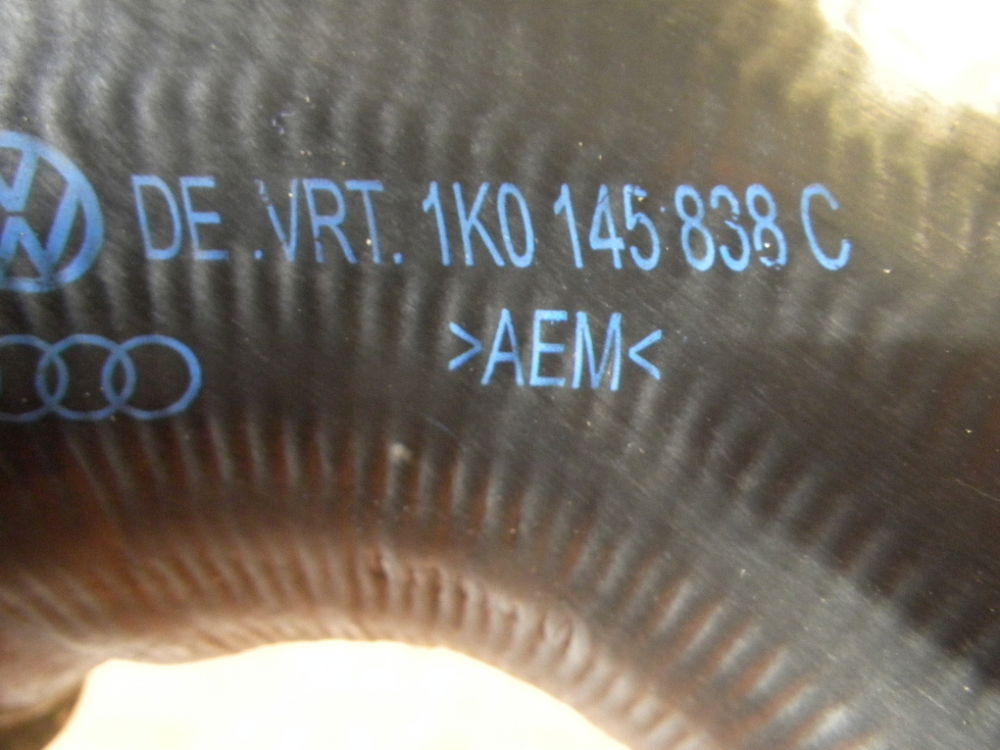 DE .VRT. 1K0 145 838 C
>AEM<